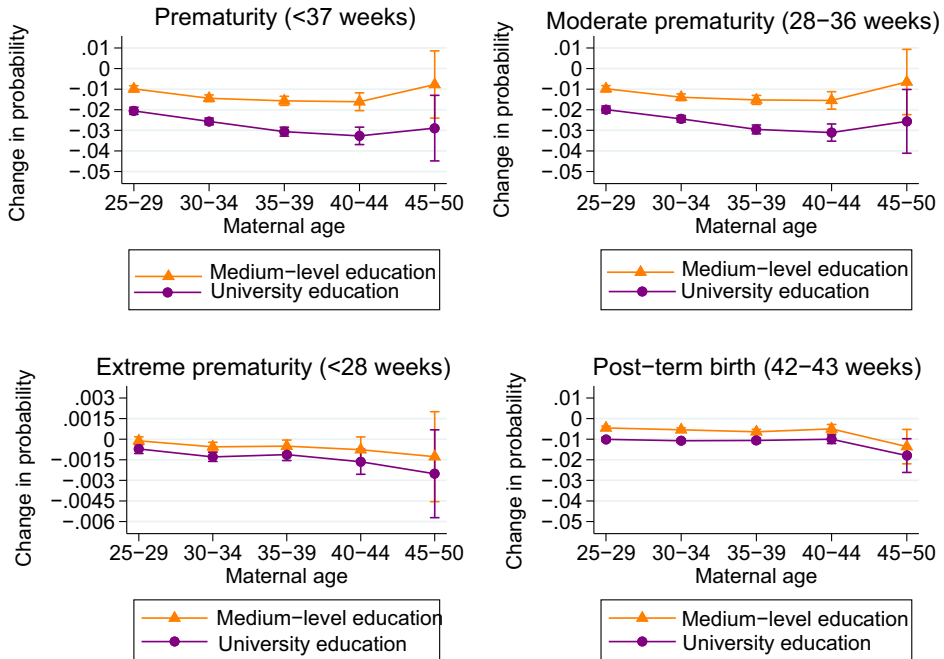 Prematurity (<37 weeks)
Change in probability
.01
0
−.01
−.02
−.03
−.04
−.05
25−29 30−34 35−39 40−44 45−50
Maternal age
Medium−level education
University education
Moderate prematurity (28−36 weeks)
Change in probability
.01
0
−.01
−.02
−.03
−.04
−.05
25−29 30−34 35−39 40−44 45−50
Maternal age
Medium−level education
University education
Extreme prematurity (<28 weeks)
Change in probability
.003
.0015
0
−.0015
−.003
−.0045
−.006
25−29 30−34 35−39 40−44 45−50
Maternal age
Medium−level education
University education
Post−term birth (42−43 weeks)
Change in probability
.01
0
−.01
−.02
−.03
−.04
−.05
25−29 30−34 35−39 40−44 45−50
Maternal age
Medium−level education
University education